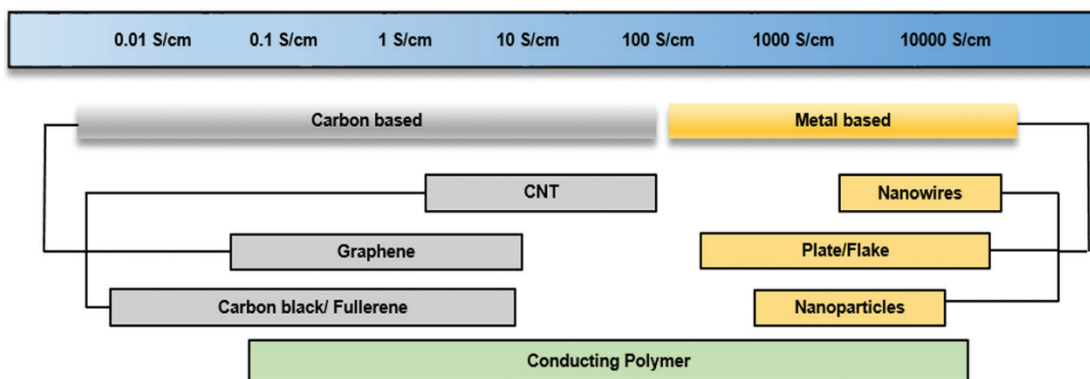 0.01 S/cm 0.1 S/cm 1 S/cm 10 S/cm 100 S/cm 1000 S/cm 10000 S/cm
Carbon based Metal based
CNT Nanowires
Graphene Plate/Flake
Carbon black/ Fullerene Nanoparticles
Conducting Polymer